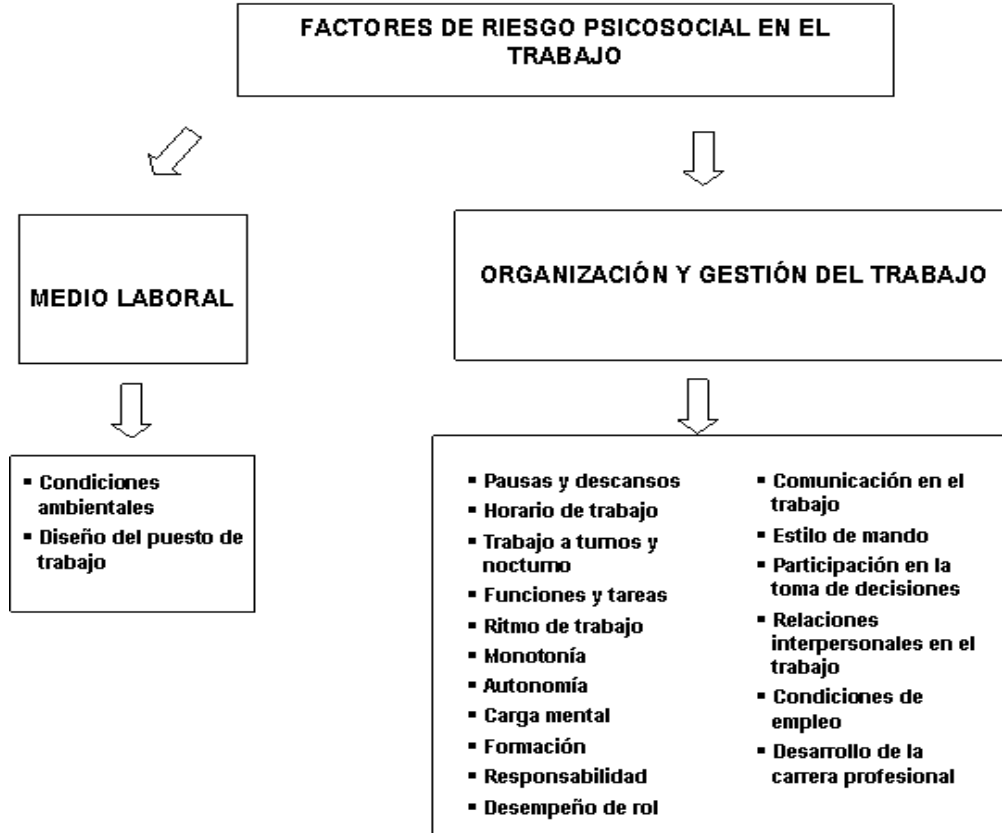 FACTORES DE RIESGO PSICOSOCIAL EN EL
TRABAJO
MEDIO LABORAL
ORGANIZACIÓN Y GESTIÓN DEL TRABAJO
▪ Condiciones
ambientales
▪ Diseño del puesto de
trabajo
▪ Pausas y descansos
▪ Horario de trabajo
▪ Trabajo a turnos y
nocturno
▪ Funciones y tareas
▪ Ritmo de trabajo
▪ Monotonía
▪ Autonomía
▪ Carga mental
▪ Formación
▪ Responsabilidad
▪ Desempeño de rol
▪ Comunicación en el
trabajo
▪ Estilo de mando
▪ Participación en la
toma de decisiones
▪ Relaciones
interpersonales en el
trabajo
▪ Condiciones de
empleo
▪ Desarrollo de la
carrera profesional